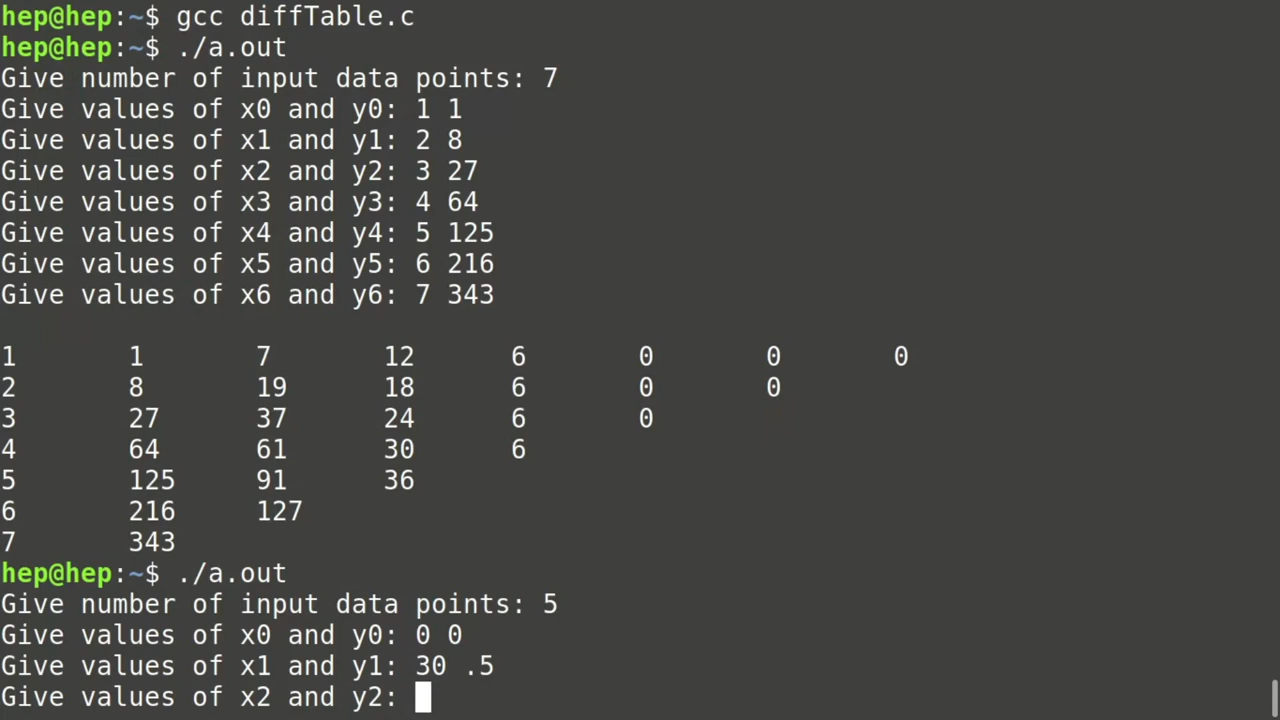 hep@hep:~$ gcc diffTable.c
hep@hep:~$ ./a.out
Give number of input data points: 7
Give values of x0 and y0: 1 1
Give values of x1 and y1: 2 8
Give values of x2 and y2: 3 27
Give values of x3 and y3: 4 64
Give values of x4 and y4: 5 125
Give values of x5 and y5: 6 216
Give values of x6 and y6: 7 343
1 1 7 12 6 0 0 0
2 8 19 18 6 0 0
3 27 37 24 6 0
4 64 61 30 6
5 125 91 36
6 216 127
7 343
hep@hep:~$ ./a.out
Give number of input data points: 5
Give values of x0 and y0: 0 0
Give values of x1 and y1: 30 .5
Give values of x2 and y2: